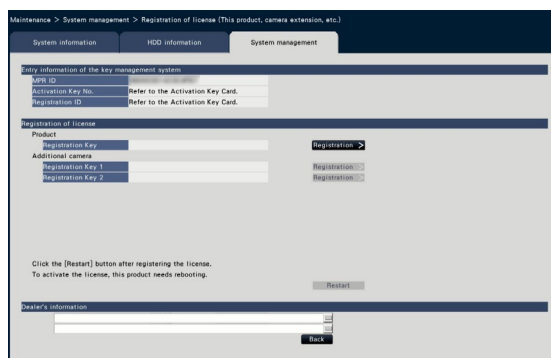 Maintenance > System management > Registration of license (This product, camera extension, etc.)
System information HDD information System management
Entry information of the key management system
MPR ID
Activation Key No. Refer to the Activation Key Card.
Registration ID Refer to the Activation Key Card.
Registration of license
Product
Registration Key Registration >
Additional camera
Registration Key 1 Registration >
Registration Key 2 Registration >
Click the [Restart] button after registering the license.
To activate the license, this product needs rebooting.
Restart
Dealer's information
Back